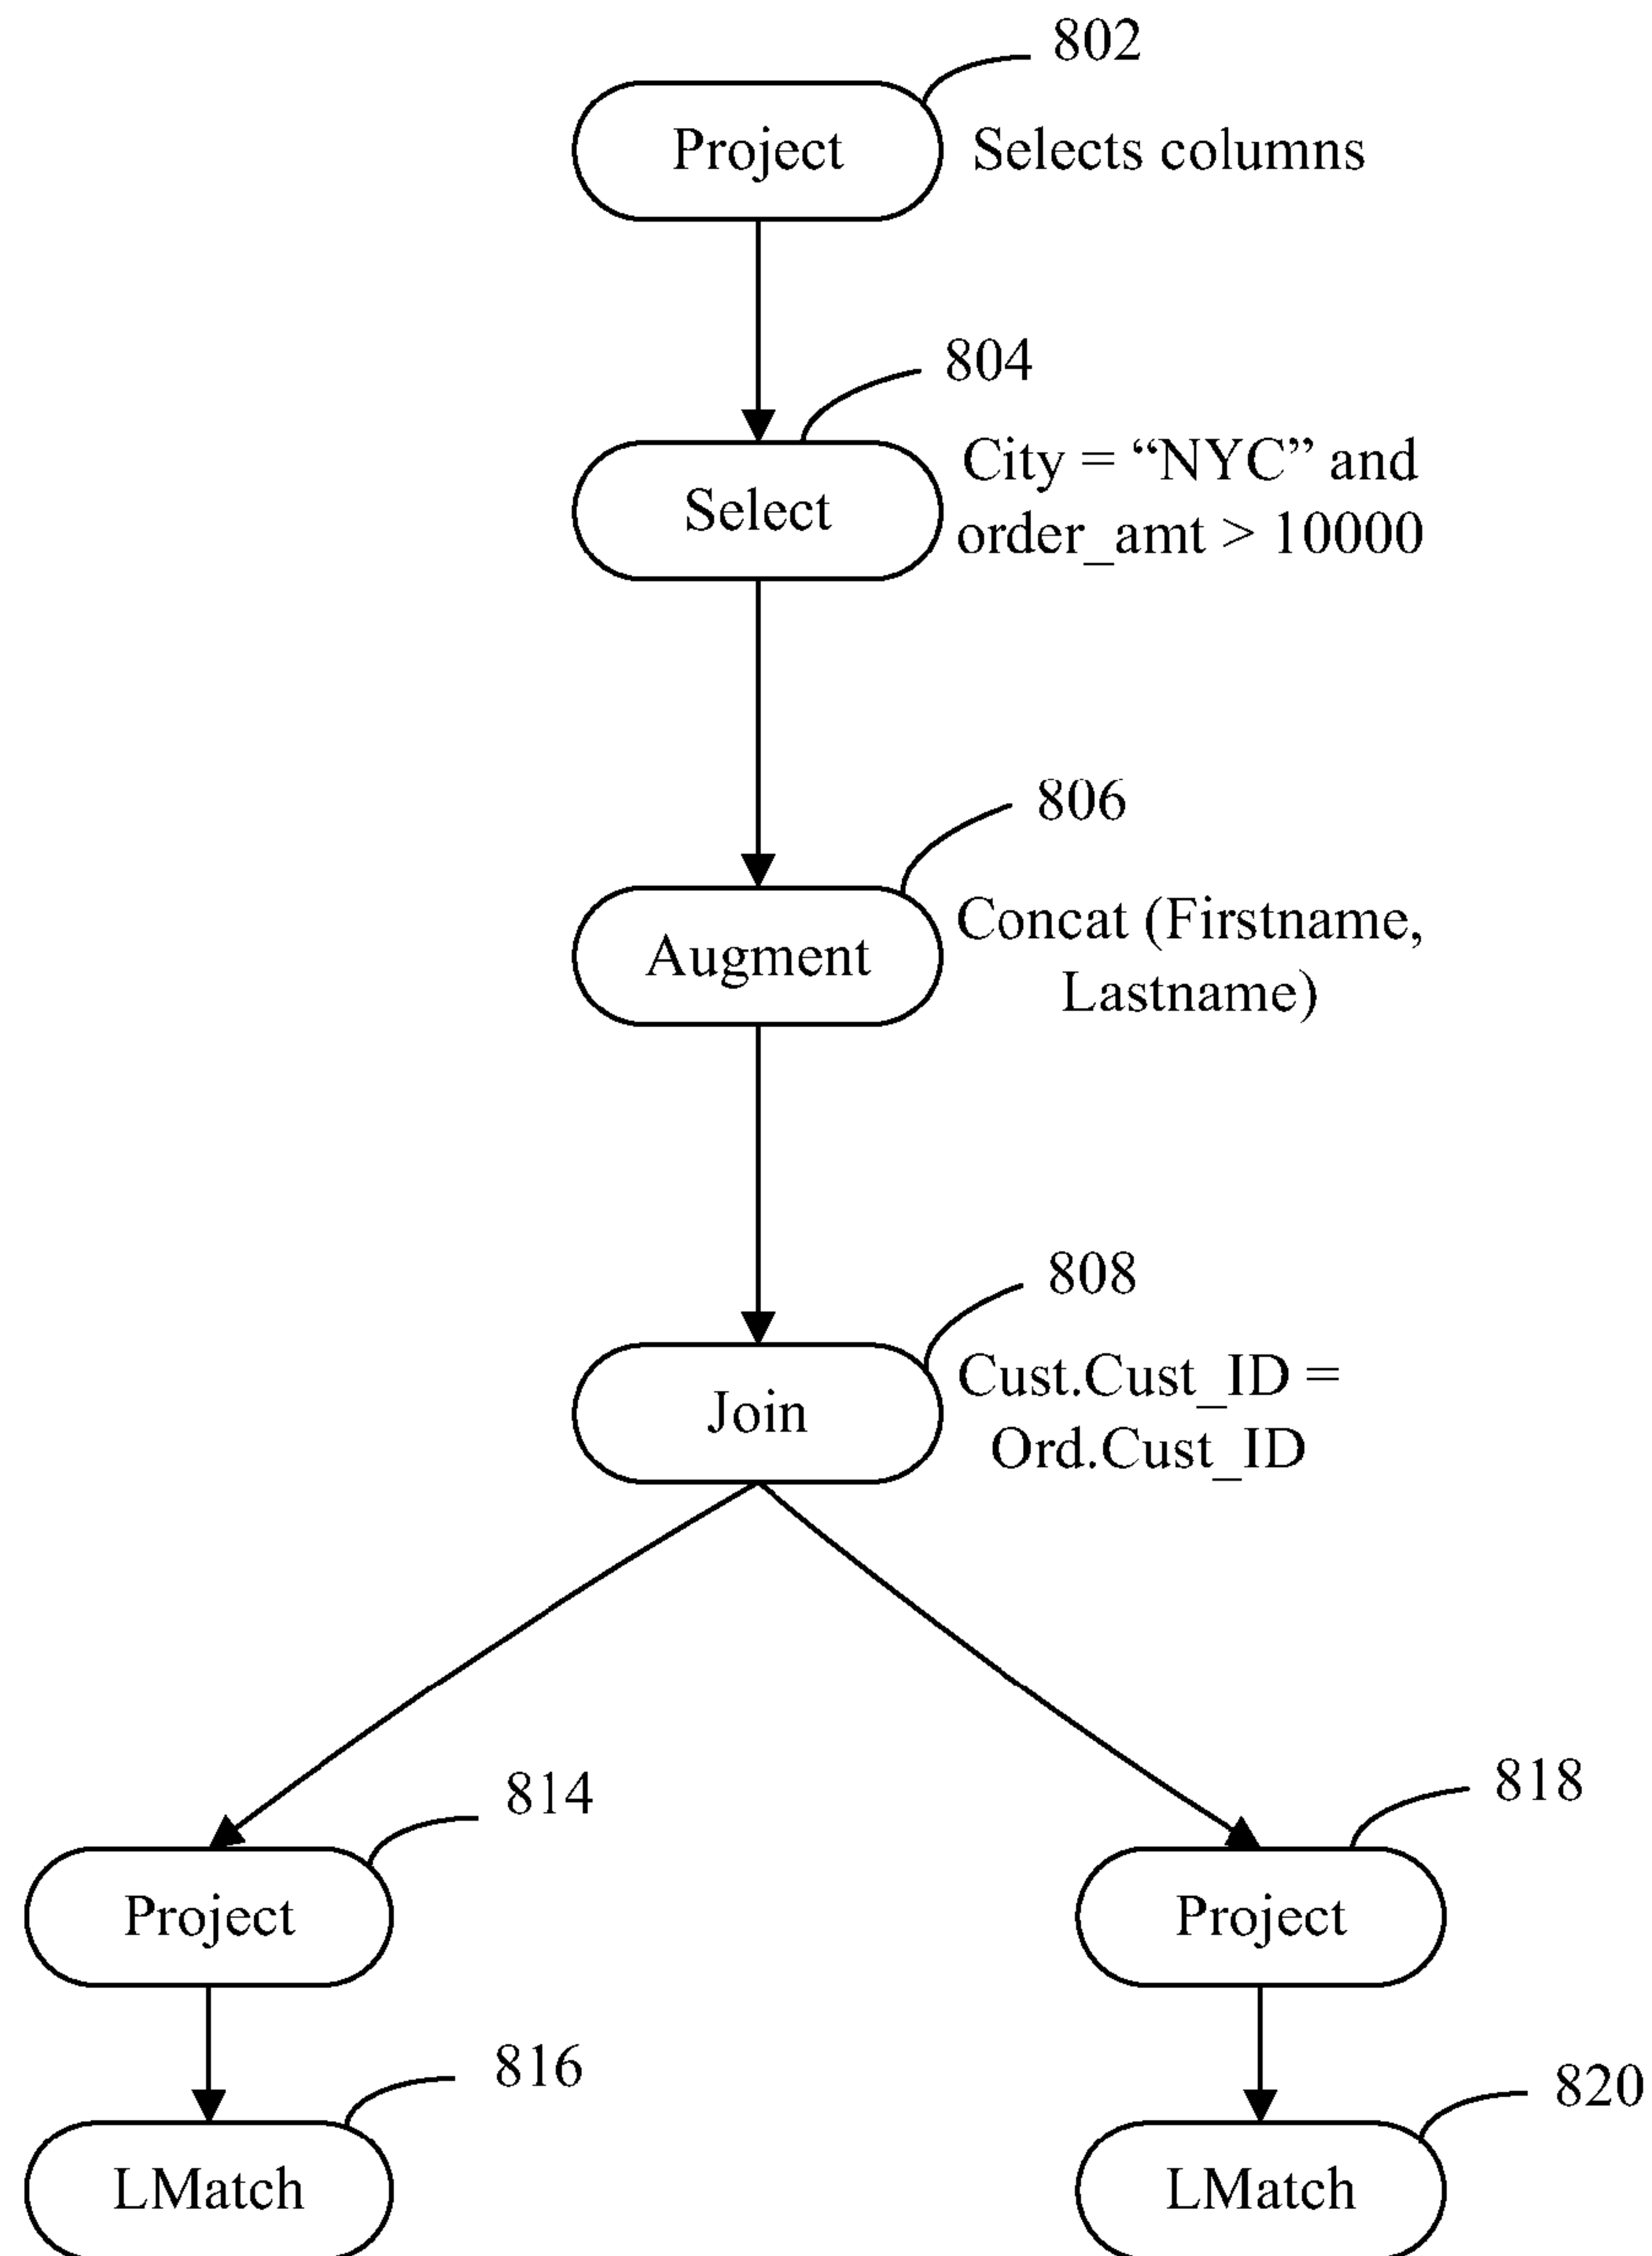 802
Project
Selects columns
804
Select
City = “NYC” and
order_amt > 10000
806
Augment
Concat (Firstname,
Lastname)
808
Join
Cust.Cust_ID =
Ord.Cust_ID
814
818
Project
Project
816
820
LMatch
LMatch